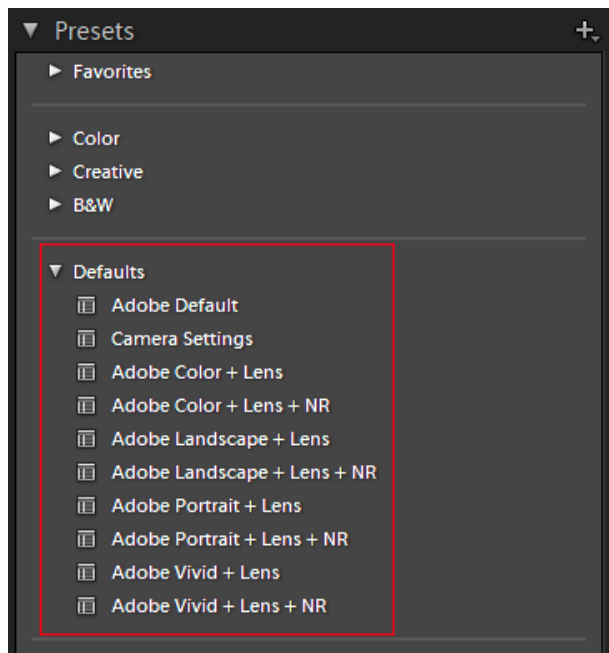 Presets
Favorites
Color
Creative
B&W
Defaults
Adobe Default
Camera Settings
Adobe Color + Lens
Adobe Color + Lens + NR
Adobe Landscape + Lens
Adobe Landscape + Lens + NR
Adobe Portrait + Lens
Adobe Portrait + Lens + NR
Adobe Vivid + Lens
Adobe Vivid + Lens + NR